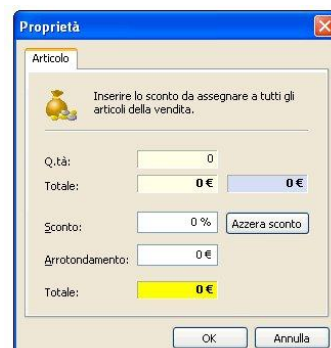 Proprietà
Articolo
Inserire lo sconto da assegnare a tutti gli
articoli della vendita.
Q.tà: 0
Totale: 0 € 0 €
Sconto: 0 % Azzera sconto
Arrotondamento: 0 €
Totale: 0 €
OK Annulla